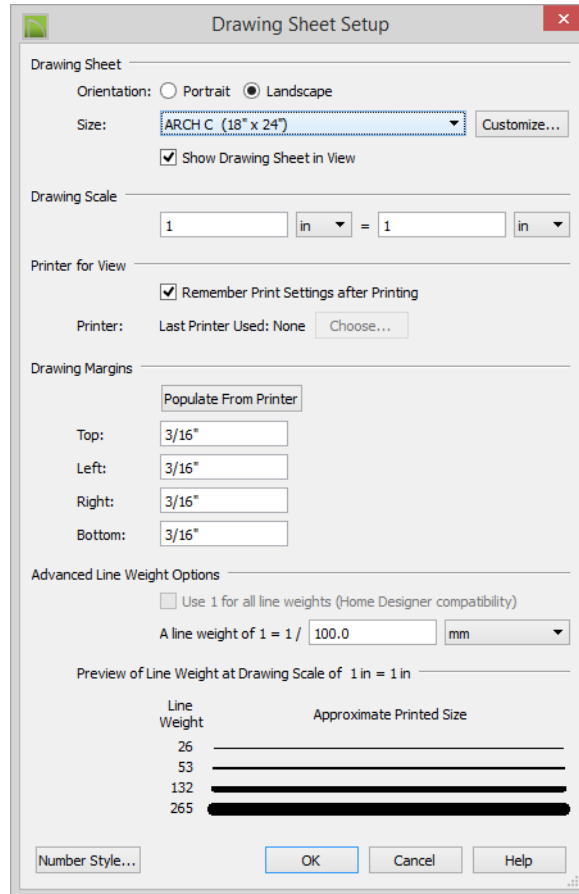 Drawing Sheet Setup
Drawing Sheet
Orientation: Portrait Landscape
Size: ARCH C (18" x 24") Customize...
Show Drawing Sheet in View
Drawing Scale
1 in = 1 in
Printer for View
Remember Print Settings after Printing
Printer: Last Printer Used: None Choose...
Drawing Margins
Populate From Printer
Top: 3/16"
Left: 3/16"
Right: 3/16"
Bottom: 3/16"
Advanced Line Weight Options
Use 1 for all line weights (Home Designer compatibility)
A line weight of 1 = 1 / 100.0 mm
Preview of Line Weight at Drawing Scale of 1 in = 1 in
Line
Weight
Approximate Printed Size
26
53
132
265
Number Style... OK Cancel Help